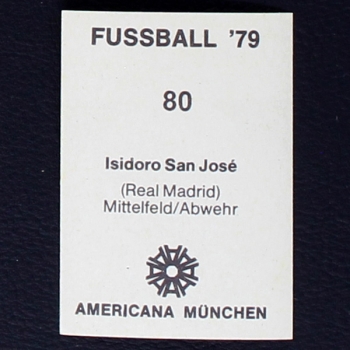 FUSSBALL '79
80
Isidoro San José
(Real Madrid)
Mittelfeld/Abwehr
AMERICANA MÜNCHEN